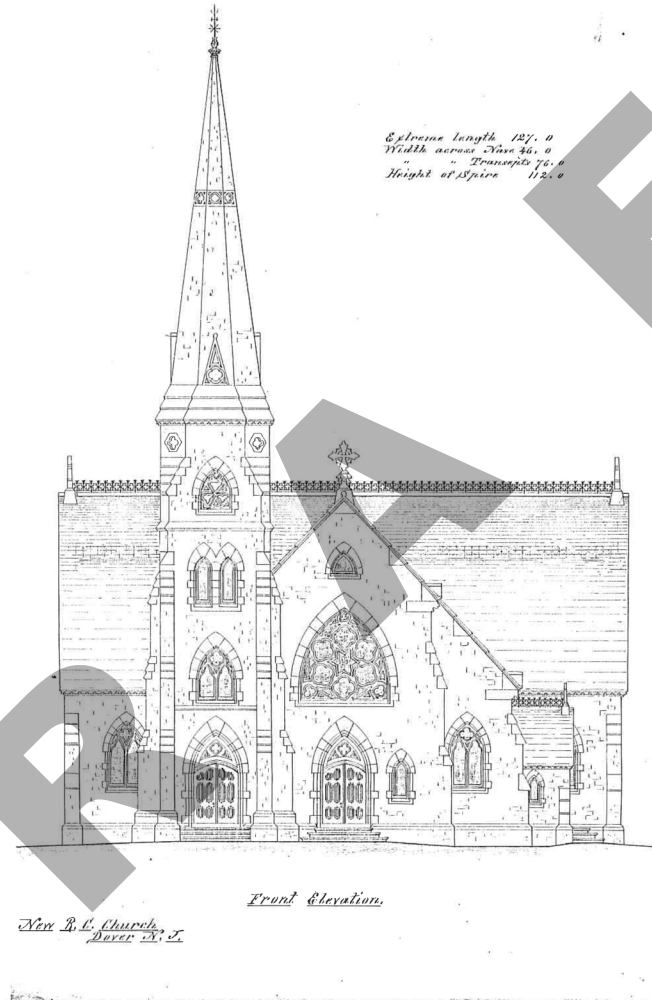 Extreme length 127. 0
Width across Nave 46. 0
" " Transepts 76. 0
Height of Spire 112. 0
Front Elevation.
New R. C. Church
Dover N. J.